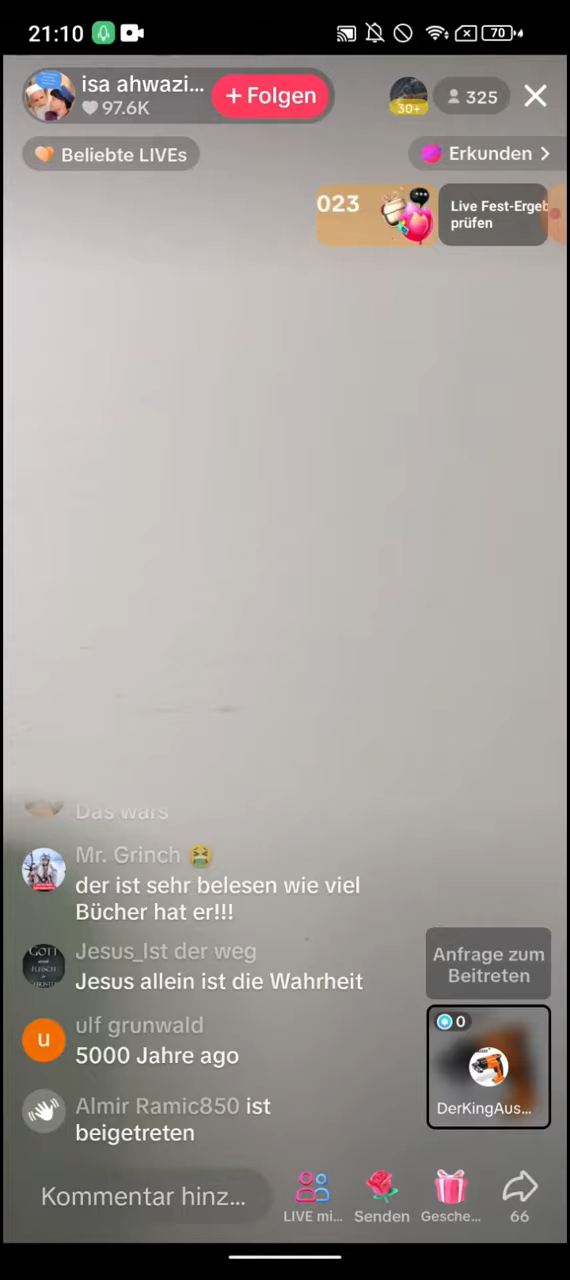 21:10
70
isa ahwazi...
97.6K
+ Folgen
30+
325
Beliebte LIVEs
Erkunden
023
Live Fest-Ergeb
prüfen
Das wars
Mr. Grinch 🤮
der ist sehr belesen wie viel
Bücher hat er!!!
Jesus_Ist der weg
Jesus allein ist die Wahrheit
u
ulf grunwald
5000 Jahre ago
Almir Ramic850 ist
beigetreten
Anfrage zum
Beitreten
0
DerKingAus...
Kommentar hinz...
LIVE mi...
Senden
Gesche...
66